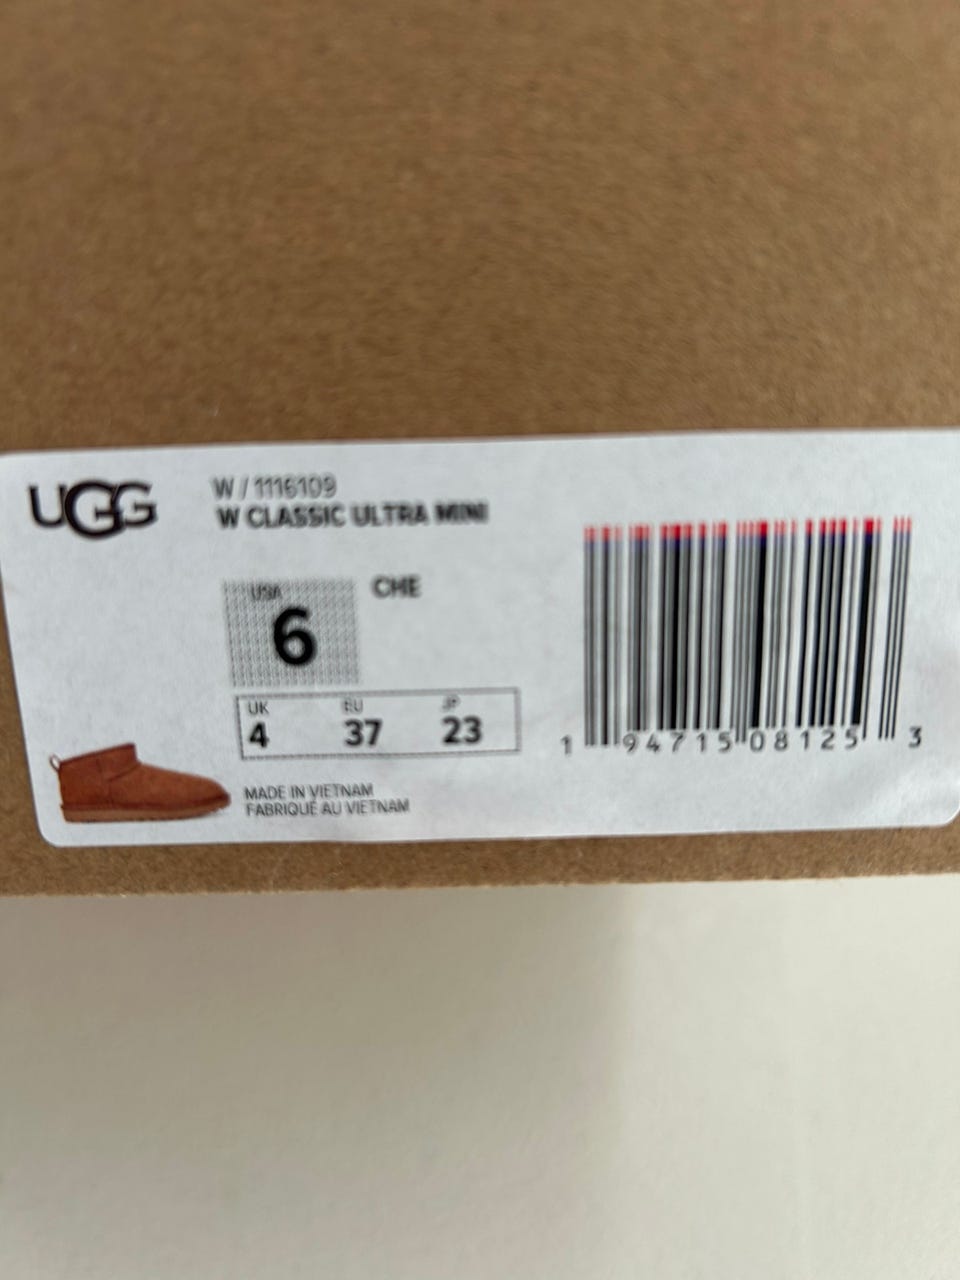 UGG
W / 1116109
W CLASSIC ULTRA MINI
USA
6
CHE
UK EU JP
4 37 23
MADE IN VIETNAM
FABRIQUÉ AU VIETNAM
1 94715 08125 3